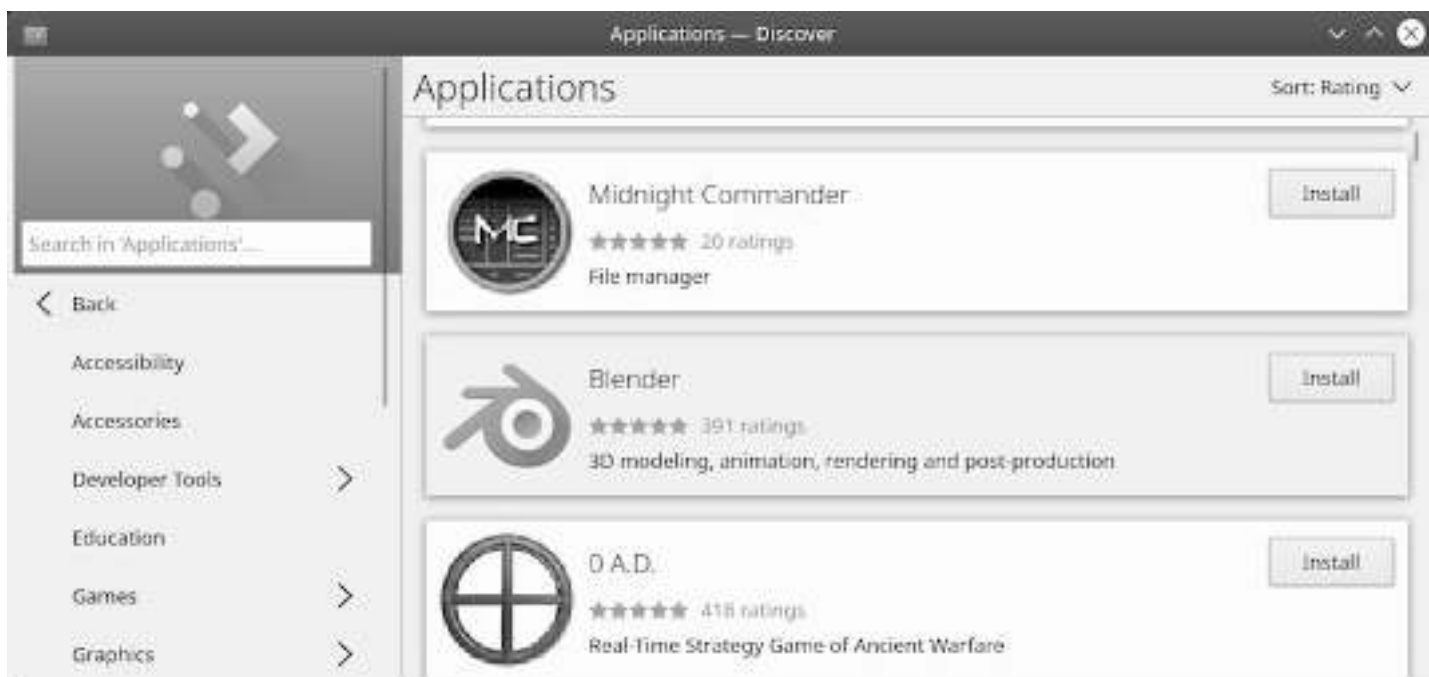 Applications — Discover
Applications
Sort: Rating
Search in 'Applications'...
Back
Accessibility
Accessories
Developer Tools
Education
Games
Graphics
MC
Midnight Commander
20 ratings
File manager
Install
Blender
391 ratings
3D modeling, animation, rendering and post-production
Install
0 A.D.
418 ratings
Real-Time Strategy Game of Ancient Warfare
Install